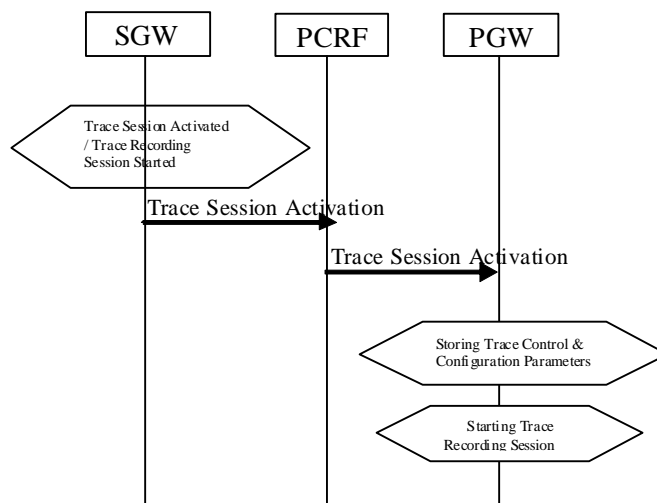 SGW
PCRF
PGW
Trace Session Activated
/ Trace Recording
Session Started
Trace Session Activation
Trace Session Activation
Storing Trace Control &
Configuration Parameters
Starting Trace
Recording Session